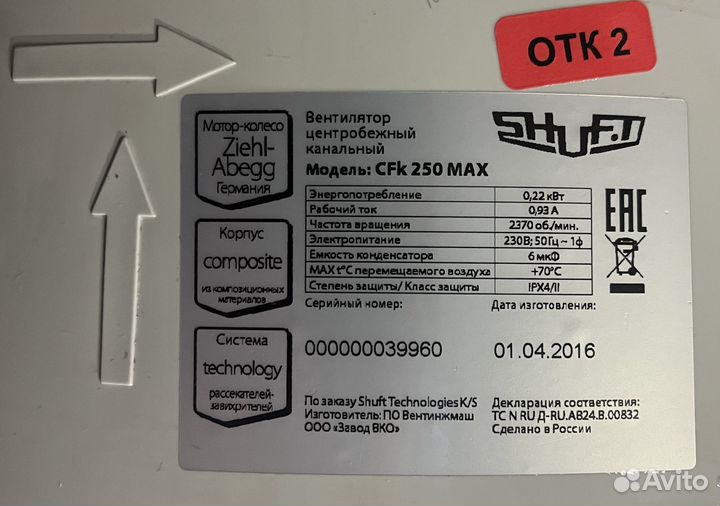 ОТК 2
SHUFT
Мотор-колесо
Ziehl-
Abegg
Германия
Корпус
composite
из композиционных
материалов
Система
technology
рассекателей-
завихрителей
Вентилятор
центробежный
канальный
Модель: CFk 250 MAX
Энергопотребление 0,22 кВт
Рабочий ток 0,93 А
Частота вращения 2370 об./мин.
Электропитание 230В; 50Гц ~ 1ф
Емкость конденсатора 6 мкФ
MAX t°C перемещаемого воздуха +70°C
Степень защиты/ Класс защиты IPX4/II
EAC
Серийный номер: Дата изготовления:
000000039960 01.04.2016
По заказу Shuft Technologies K/S
Изготовитель: ПО Вентинжмаш
ООО «Завод ВКО»
Декларация соответствия:
ТС N RU Д-RU.АВ24.В.00832
Сделано в России
Avito